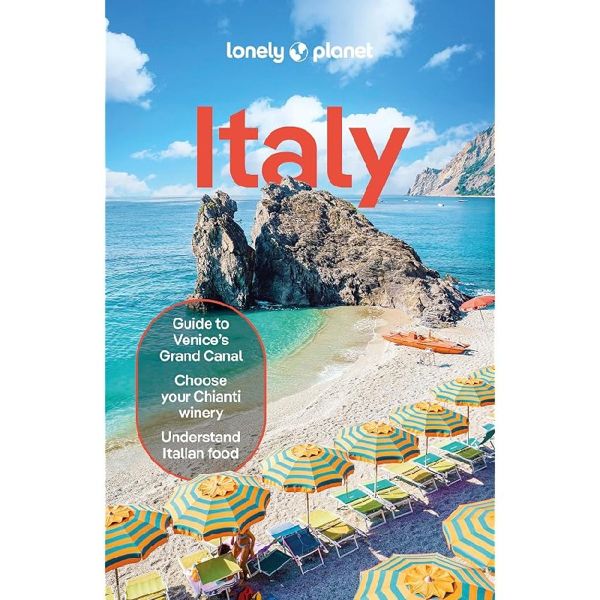 lonely planet
Italy
Guide to
Venice's
Grand Canal
Choose
your Chianti
winery
Understand
Italian food